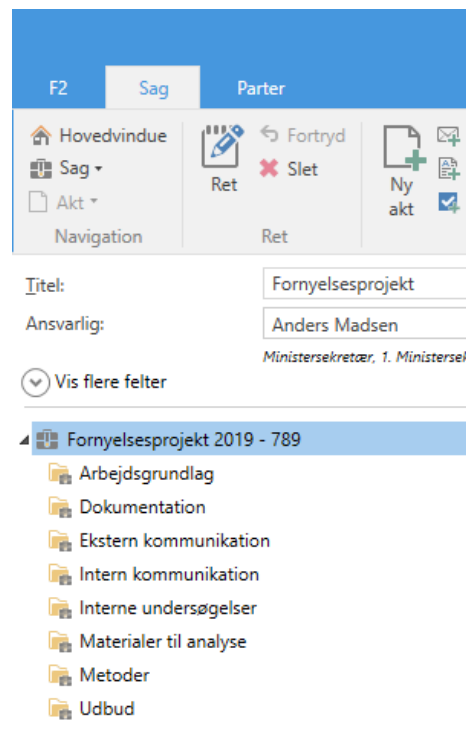 F2 Sag Parter
Hovedvindue
Sag
Akt
Navigation
Ret
Fortryd
Slet
Ret
Ny
akt
Titel: Fornyelsesprojekt
Ansvarlig: Anders Madsen
Ministersekretær, 1. Ministersek
Vis flere felter
Fornyelsesprojekt 2019 - 789
Arbejdsgrundlag
Dokumentation
Ekstern kommunikation
Intern kommunikation
Interne undersøgelser
Materialer til analyse
Metoder
Udbud